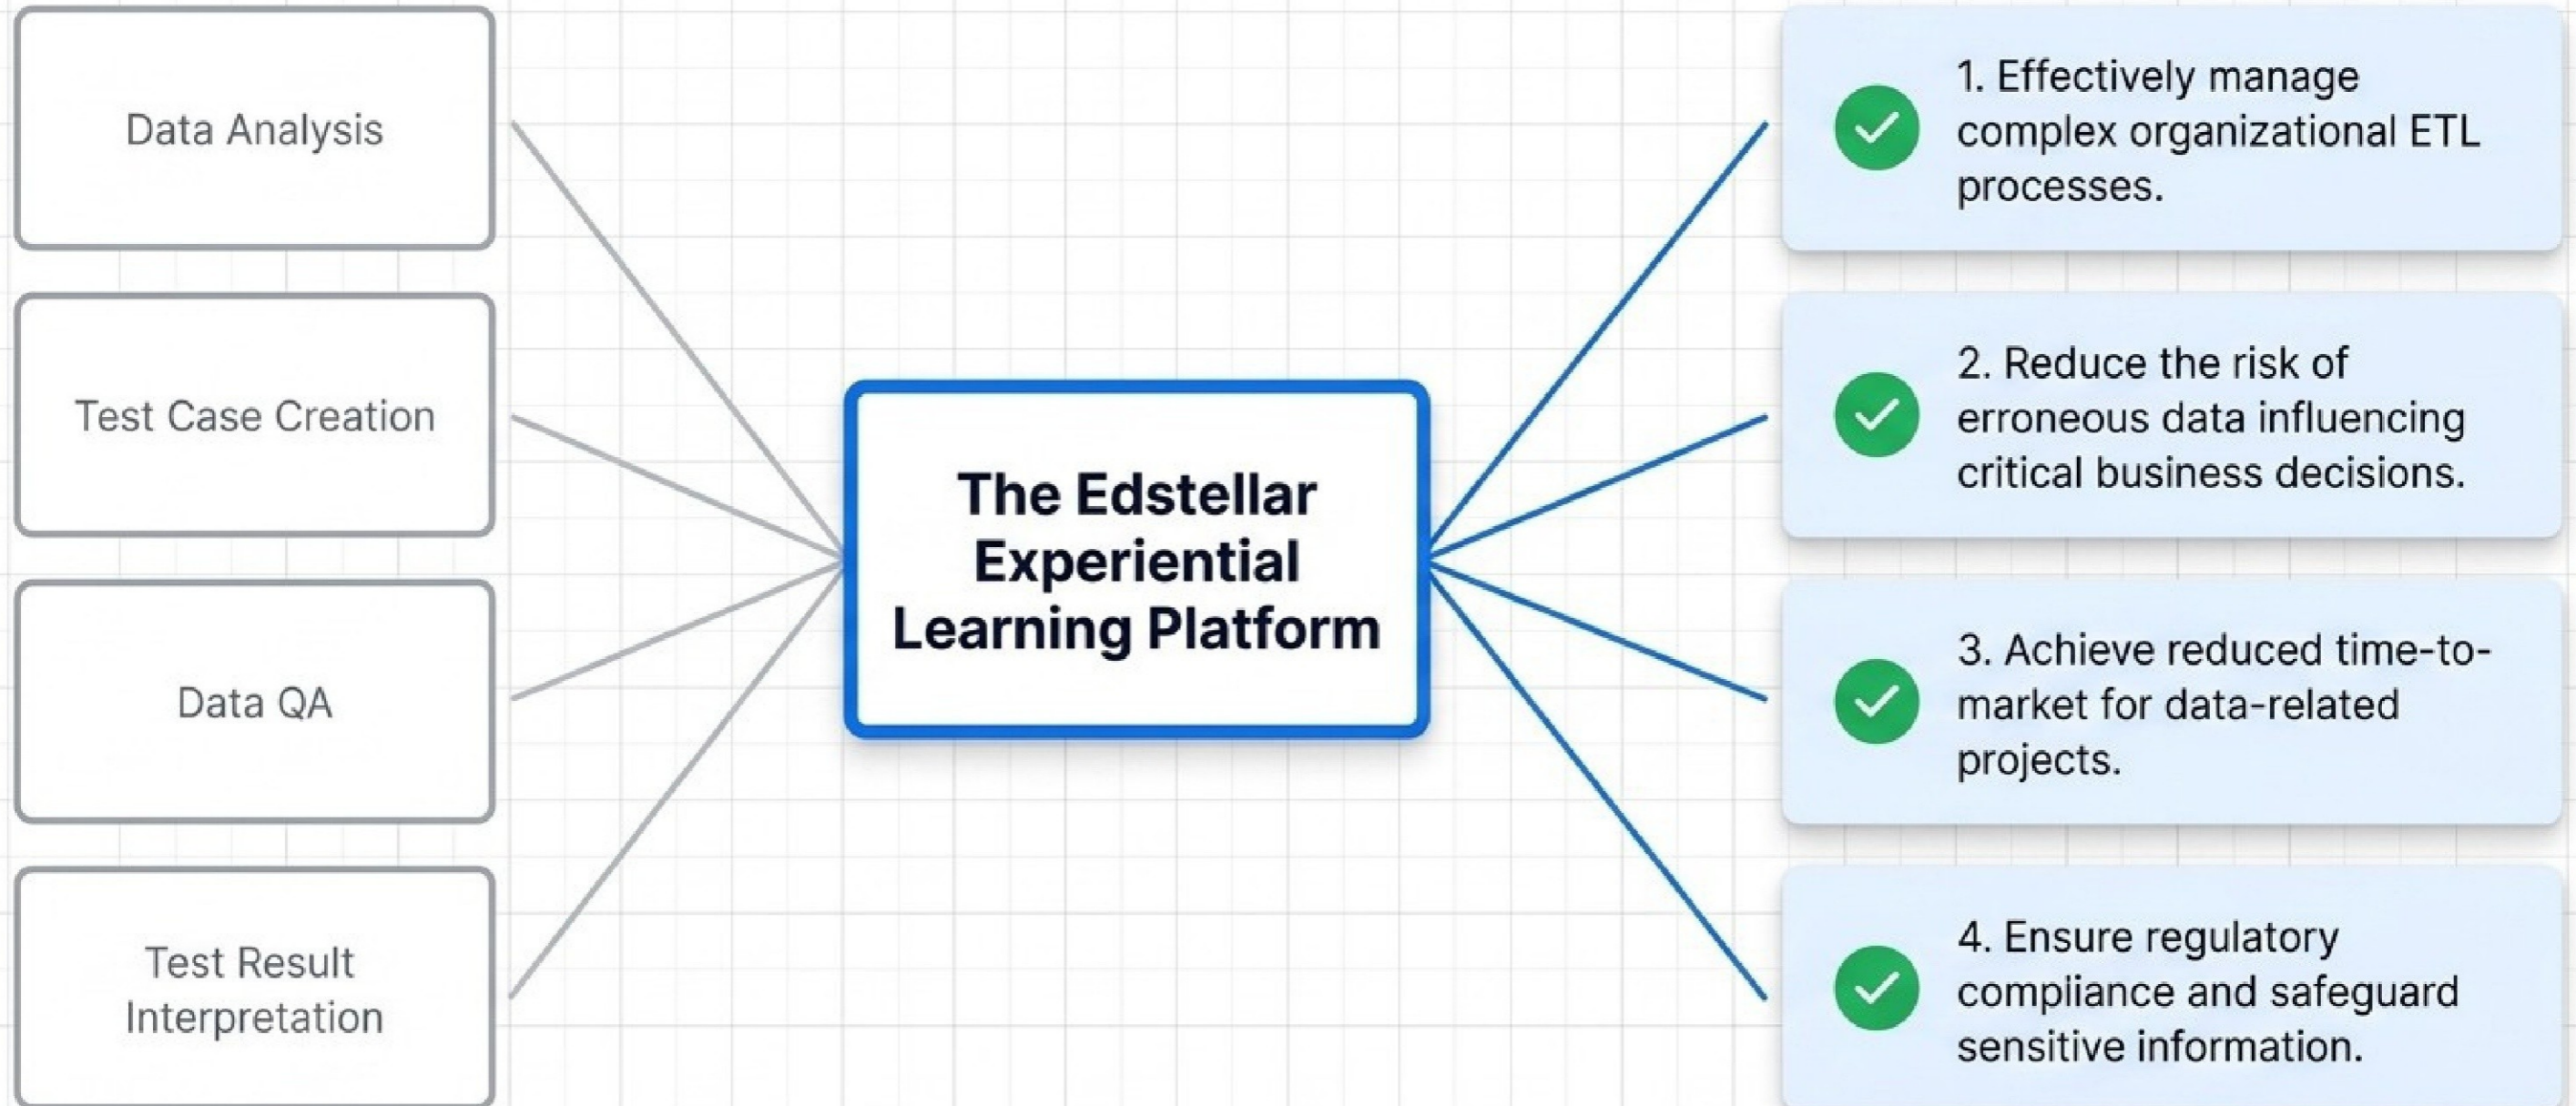 Data Analysis
Test Case Creation
Data QA
Test Result
Interpretation
The Edstellar
Experiential
Learning Platform
1. Effectively manage
complex organizational ETL
processes.
2. Reduce the risk of
erroneous data influencing
critical business decisions.
3. Achieve reduced time-to-
market for data-related
projects.
4. Ensure regulatory
compliance and safeguard
sensitive information.